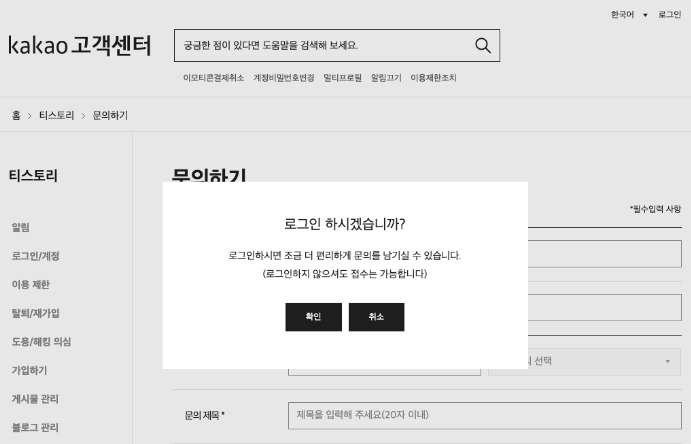 한국어 ▼ 로그인
kakao 고객센터
궁금한 점이 있다면 도움말을 검색해 보세요.
이모티콘결제취소 계정비밀번호변경 멀티프로필 알림끄기 이용제한조치
홈 > 티스토리 > 문의하기
티스토리
알림
로그인/계정
이용 제한
탈퇴/재가입
도용/해킹 의심
가입하기
게시물 관리
블로그 관리
문의하기
*필수입력 사항
로그인 하시겠습니까?
로그인하시면 조금 더 편리하게 문의를 남기실 수 있습니다.
(로그인하지 않으셔도 접수는 가능합니다)
확인 취소
선택
문의 제목 *
제목을 입력해 주세요(20자 이내)